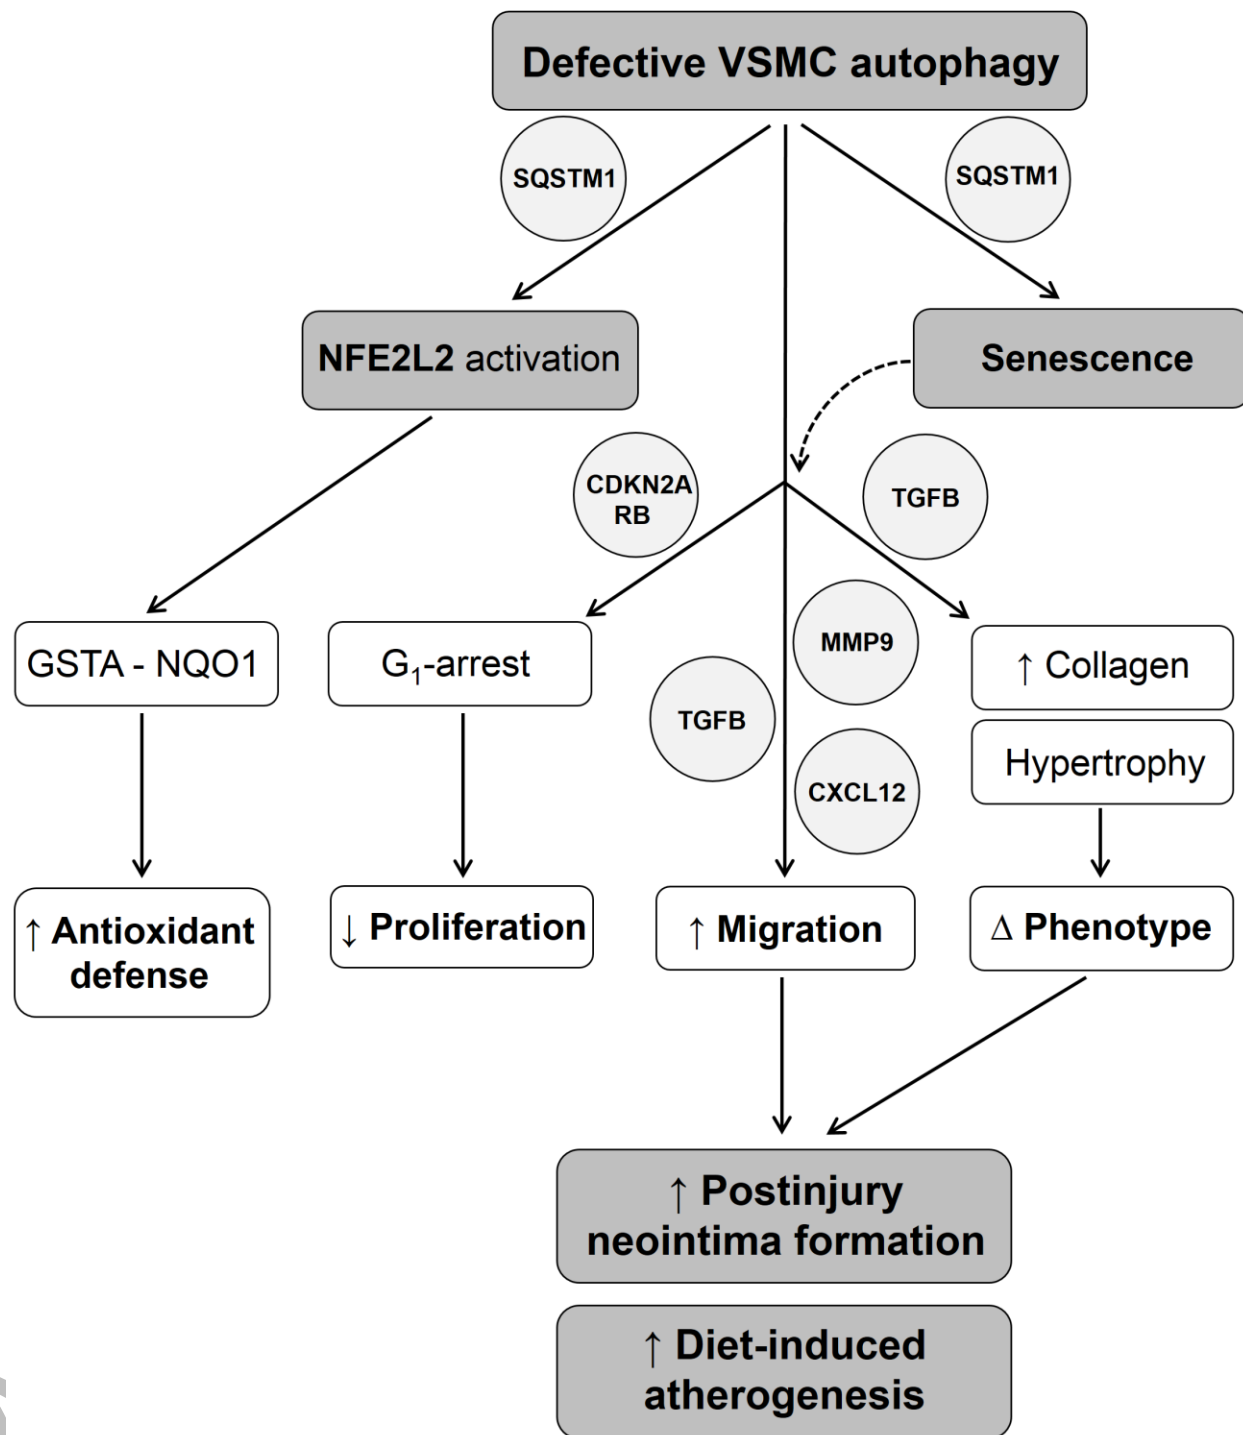 Defective VSMC autophagy
SQSTM1
SQSTM1
NFE2L2 activation
Senescence
CDKN2A
RB
TGFB
MMP9
TGFB
CXCL12
GSTA - NQO1
G₁-arrest
↑ Collagen
Hypertrophy
↑ Antioxidant
defense
↓ Proliferation
↑ Migration
Δ Phenotype
↑ Postinjury
neointima formation
↑ Diet-induced
atherogenesis